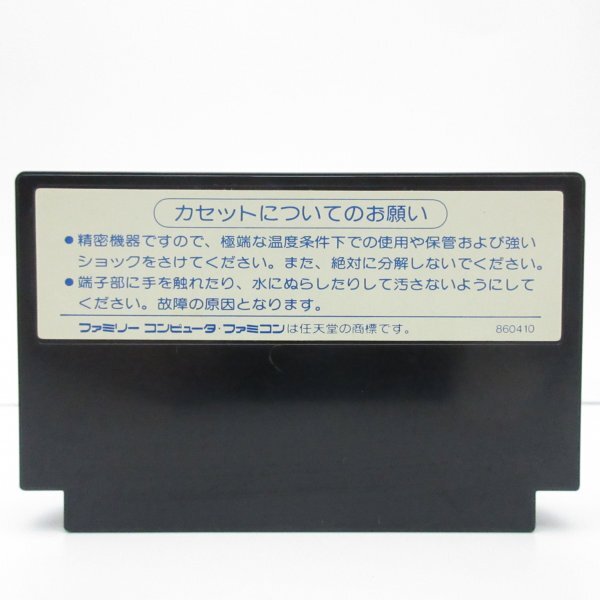 カセットについてのお願い
●精密機器ですので、極端な温度条件下での使用や保管および強い
ショックをさけてください。また、絶対に分解しないでください。
●端子部に手を触れたり、水にぬらしたりして汚さないようにして
ください。故障の原因となります。
ファミリー コンピュータ・ファミコンは任天堂の商標です。 860410